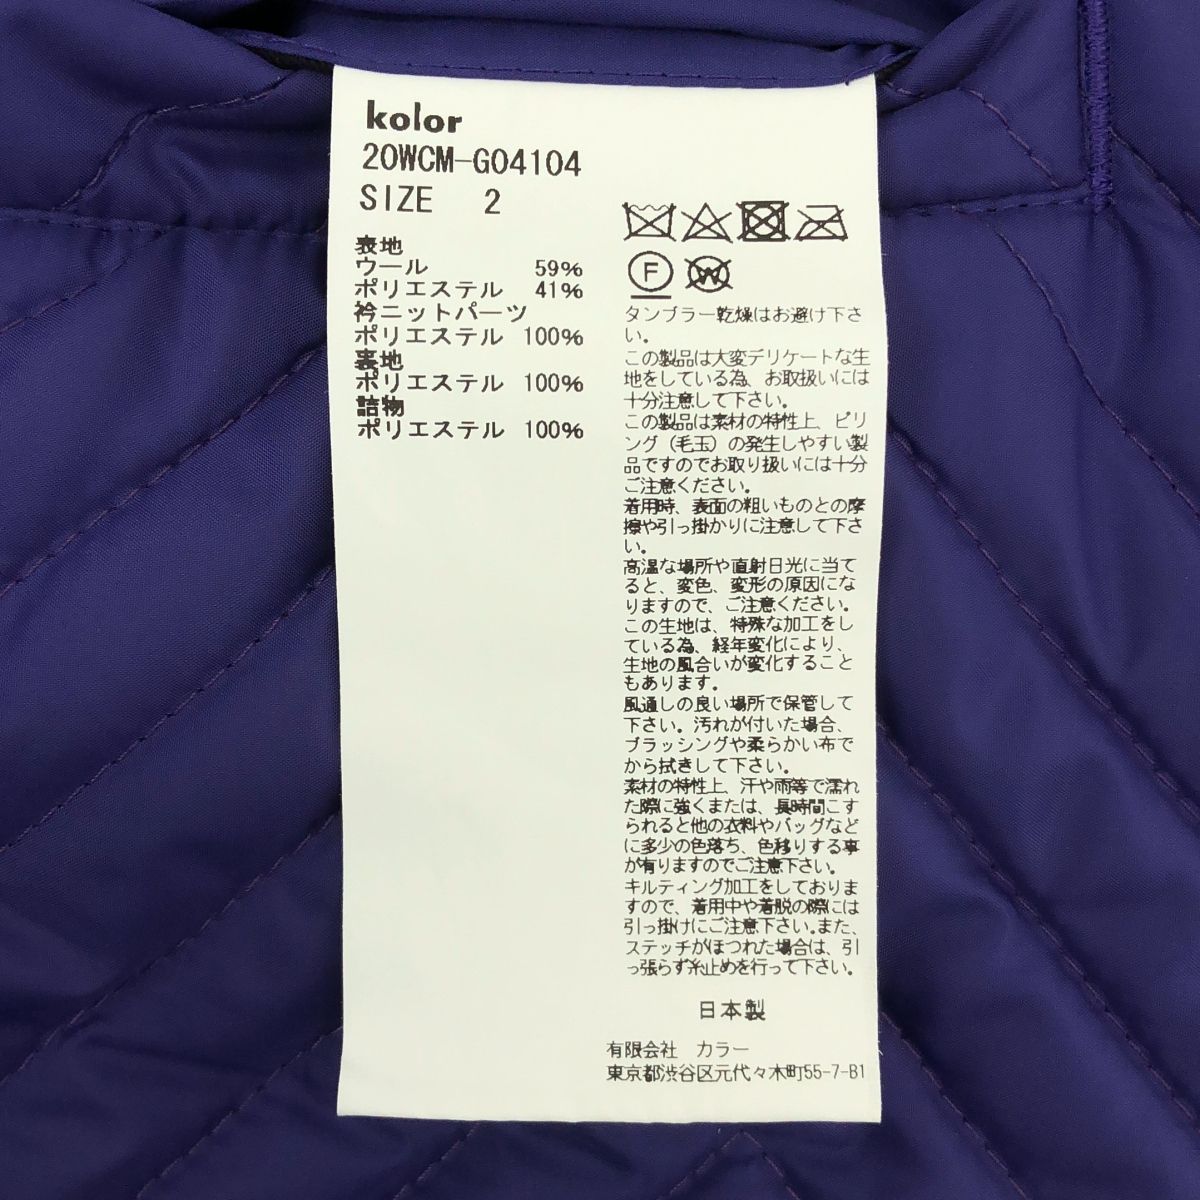 kolor
20WCM-G04104
SIZE 2
表地
ウール 59%
ポリエステル 41%
衿ニットパーツ
ポリエステル 100%
裏地
ポリエステル 100%
詰物
ポリエステル 100%
F
W
タンブラー乾燥はお避け下さ
い。
この製品は大変デリケートな生
地をしている為、お取扱いには
十分注意して下さい。
この製品は素材の特性上、ピリ
ング(毛玉)の発生しやすい製
品ですのでお取り扱いには十分
ご注意ください。
着用時、表面の粗いものとの摩
擦や引っ掛かりに注意して下さ
い。
高温な場所や直射日光に当て
ると、変色、変形の原因にな
りますので、ご注意ください。
この生地は、特殊な加工をし
ている為、経年変化により、
生地の風合いが変化すること
もあります。
風通しの良い場所で保管して
下さい。汚れが付いた場合、
ブラッシングや柔らかい布で
から拭きして下さい。
素材の特性上、汗や雨等で濡れ
た際に強くまたは、長時間こす
られると他の衣料やバッグなど
に多少の色落ち、色移りする事
が有りますのでご注意下さい。
キルティング加工をしておりま
すので、着用中や着脱の際には
引っ掛けにご注意下さい。また、
ステッチがほつれた場合は、引
っ張らず糸止めを行って下さい。
日本製
有限会社 カラー
東京都渋谷区元代々木町55-7-B1